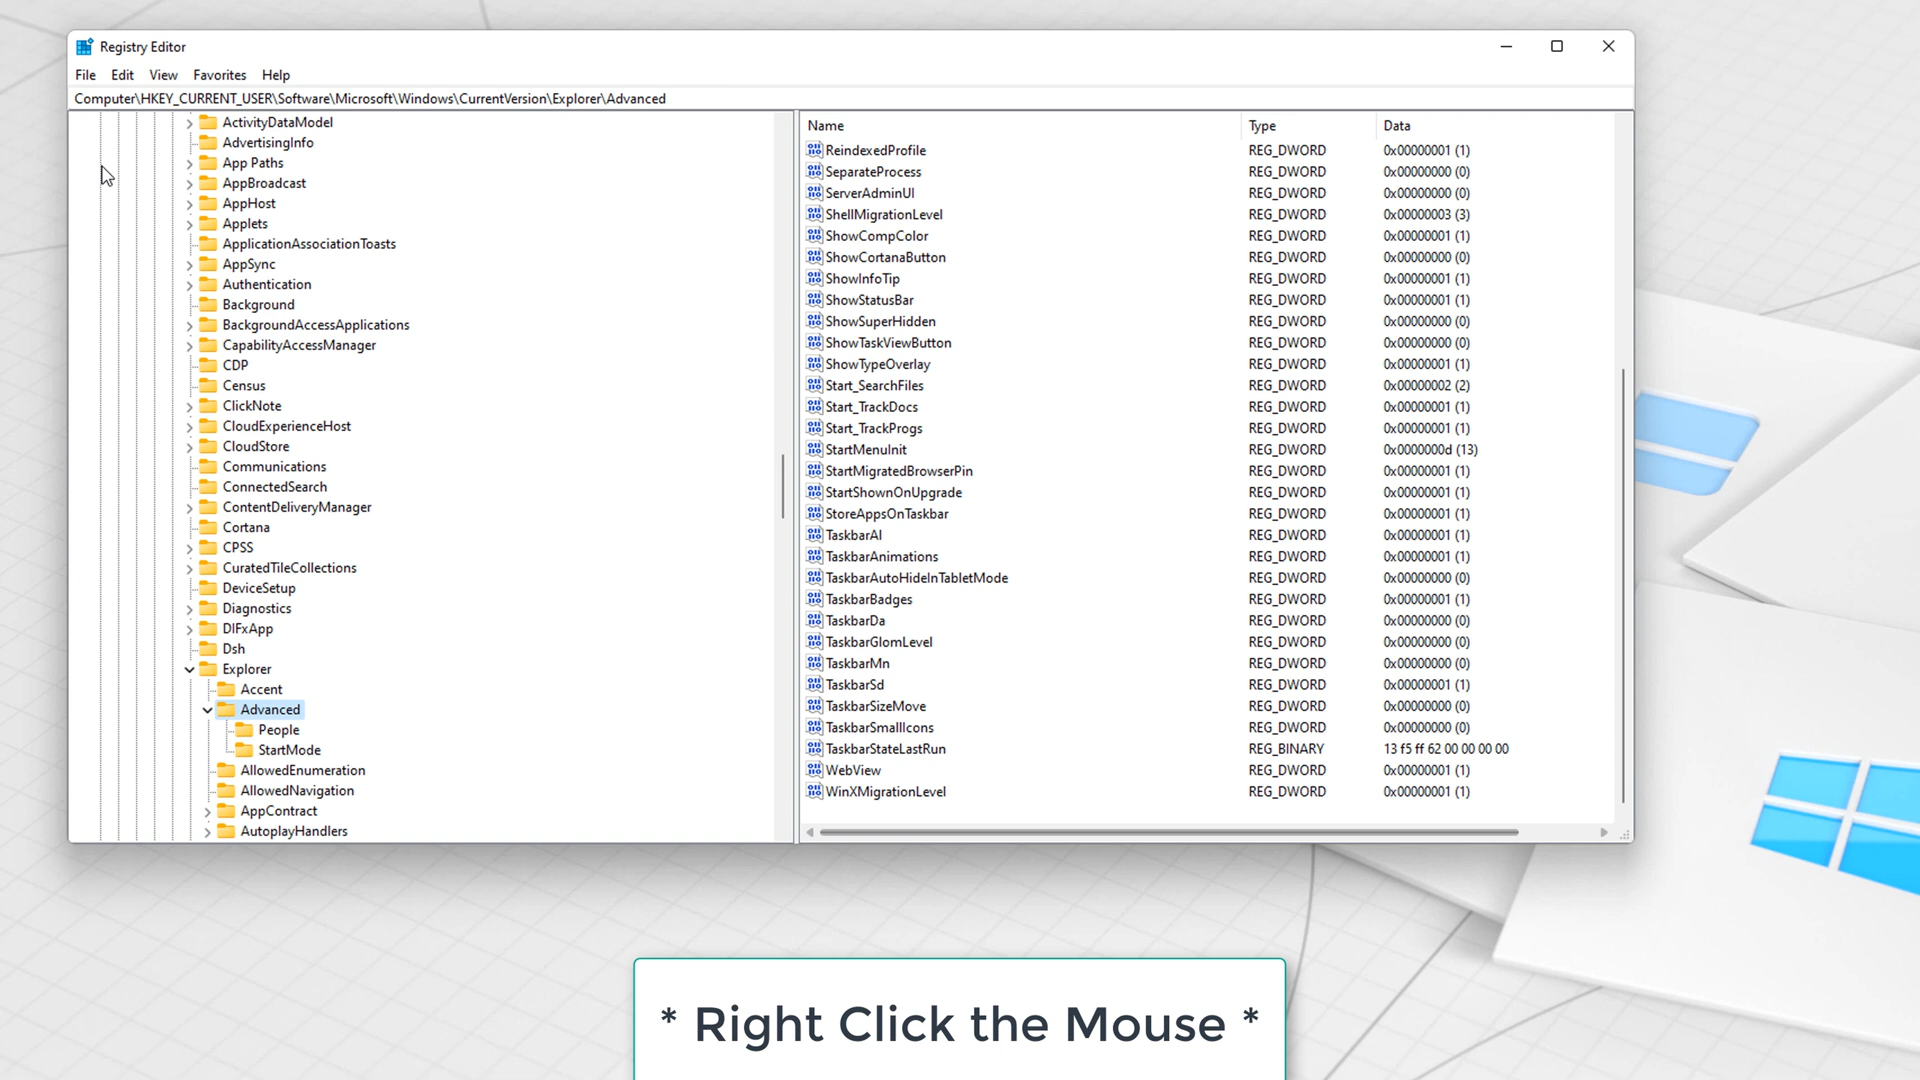 Registry Editor
File Edit View Favorites Help
Computer\HKEY_CURRENT_USER\Software\Microsoft\Windows\CurrentVersion\Explorer\Advanced
ActivityDataModel
AdvertisingInfo
App Paths
AppBroadcast
AppHost
Applets
ApplicationAssociationToasts
AppSync
Authentication
Background
BackgroundAccessApplications
CapabilityAccessManager
CDP
Census
ClickNote
CloudExperienceHost
CloudStore
Communications
ConnectedSearch
ContentDeliveryManager
Cortana
CPSS
CuratedTileCollections
DeviceSetup
Diagnostics
DIFxApp
Dsh
Explorer
Accent
Advanced
People
StartMode
AllowedEnumeration
AllowedNavigation
AppContract
AutoplayHandlers
Name Type Data
ReindexedProfile REG_DWORD 0x00000001 (1)
SeparateProcess REG_DWORD 0x00000000 (0)
ServerAdminUI REG_DWORD 0x00000000 (0)
ShellMigrationLevel REG_DWORD 0x00000003 (3)
ShowCompColor REG_DWORD 0x00000001 (1)
ShowCortanaButton REG_DWORD 0x00000000 (0)
ShowInfoTip REG_DWORD 0x00000001 (1)
ShowStatusBar REG_DWORD 0x00000001 (1)
ShowSuperHidden REG_DWORD 0x00000000 (0)
ShowTaskViewButton REG_DWORD 0x00000000 (0)
ShowTypeOverlay REG_DWORD 0x00000001 (1)
Start_SearchFiles REG_DWORD 0x00000002 (2)
Start_TrackDocs REG_DWORD 0x00000001 (1)
Start_TrackProgs REG_DWORD 0x00000001 (1)
StartMenuInit REG_DWORD 0x0000000d (13)
StartMigratedBrowserPin REG_DWORD 0x00000001 (1)
StartShownOnUpgrade REG_DWORD 0x00000001 (1)
StoreAppsOnTaskbar REG_DWORD 0x00000001 (1)
TaskbarAl REG_DWORD 0x00000001 (1)
TaskbarAnimations REG_DWORD 0x00000001 (1)
TaskbarAutoHideInTabletMode REG_DWORD 0x00000000 (0)
TaskbarBadges REG_DWORD 0x00000001 (1)
TaskbarDa REG_DWORD 0x00000000 (0)
TaskbarGlomLevel REG_DWORD 0x00000000 (0)
TaskbarMn REG_DWORD 0x00000000 (0)
TaskbarSd REG_DWORD 0x00000001 (1)
TaskbarSizeMove REG_DWORD 0x00000000 (0)
TaskbarSmallIcons REG_DWORD 0x00000000 (0)
TaskbarStateLastRun REG_BINARY 13 f5 ff 62 00 00 00 00
WebView REG_DWORD 0x00000001 (1)
WinXMigrationLevel REG_DWORD 0x00000001 (1)
* Right Click the Mouse *